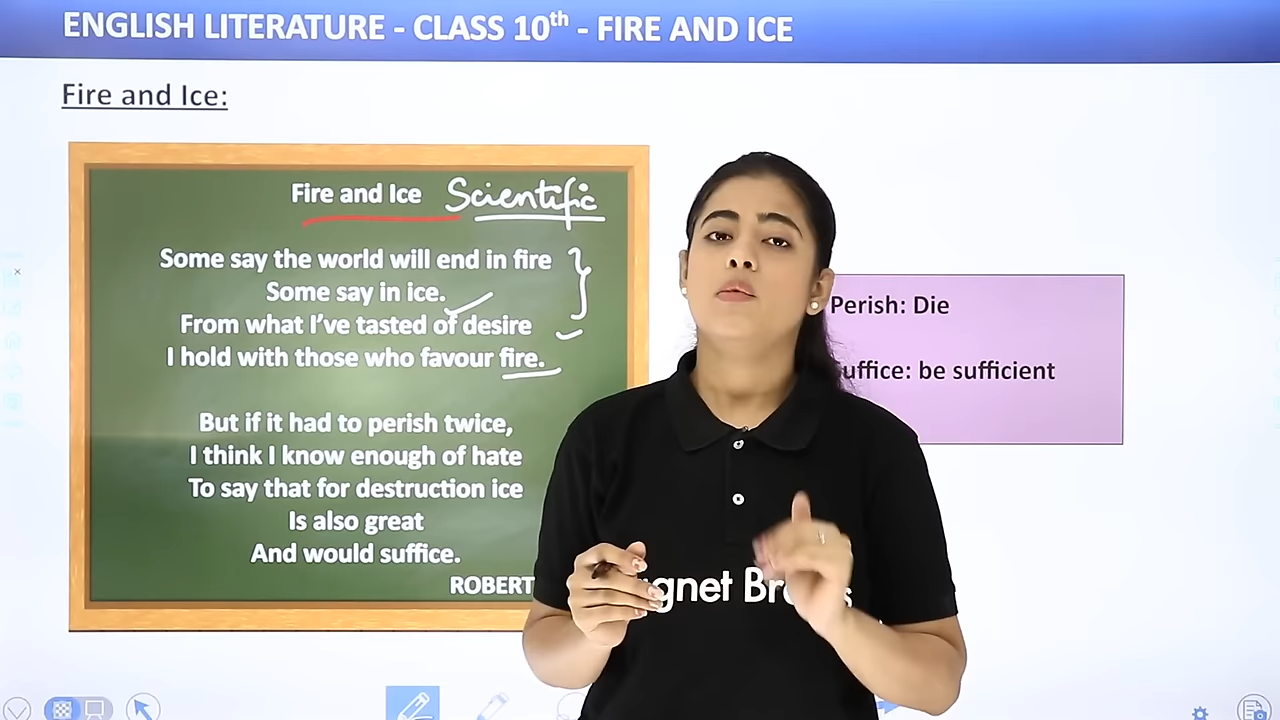 ENGLISH LITERATURE - CLASS 10th - FIRE AND ICE
Fire and Ice:
Fire and Ice Scientific
Some say the world will end in fire
Some say in ice.
From what I've tasted of desire
I hold with those who favour fire.
But if it had to perish twice,
I think I know enough of hate
To say that for destruction ice
Is also great
And would suffice.
ROBERT
Perish: Die
uffice: be sufficient
gnet Br s